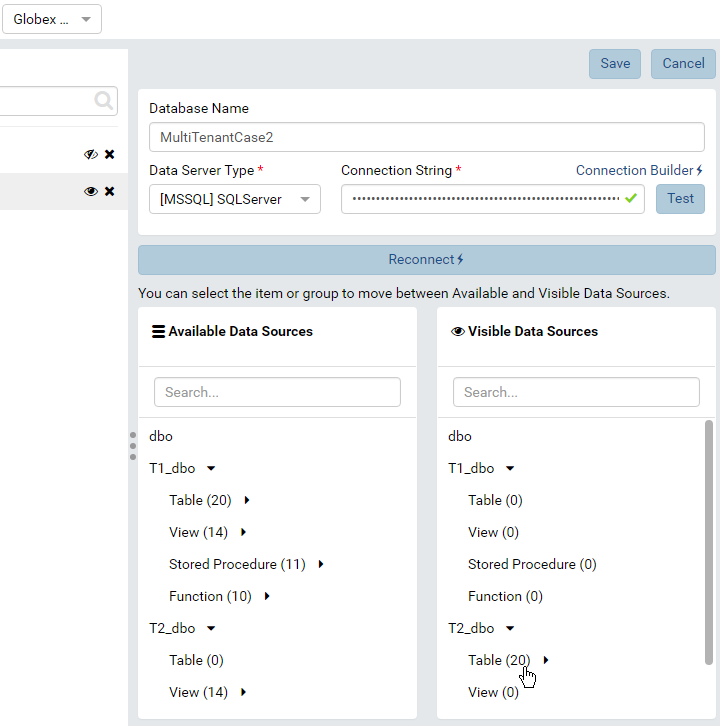 Globex ...
Save Cancel
Database Name
MultiTenantCase2
Data Server Type * Connection String * Connection Builder
[MSSQL] SQLServer Test
Reconnect
You can select the item or group to move between Available and Visible Data Sources.
Available Data Sources Visible Data Sources
Search... Search...
dbo dbo
T1_dbo T1_dbo
Table (20) Table (0)
View (14) View (0)
Stored Procedure (11) Stored Procedure (0)
Function (10) Function (0)
T2_dbo T2_dbo
Table (0) Table (20)
View (14) View (0)